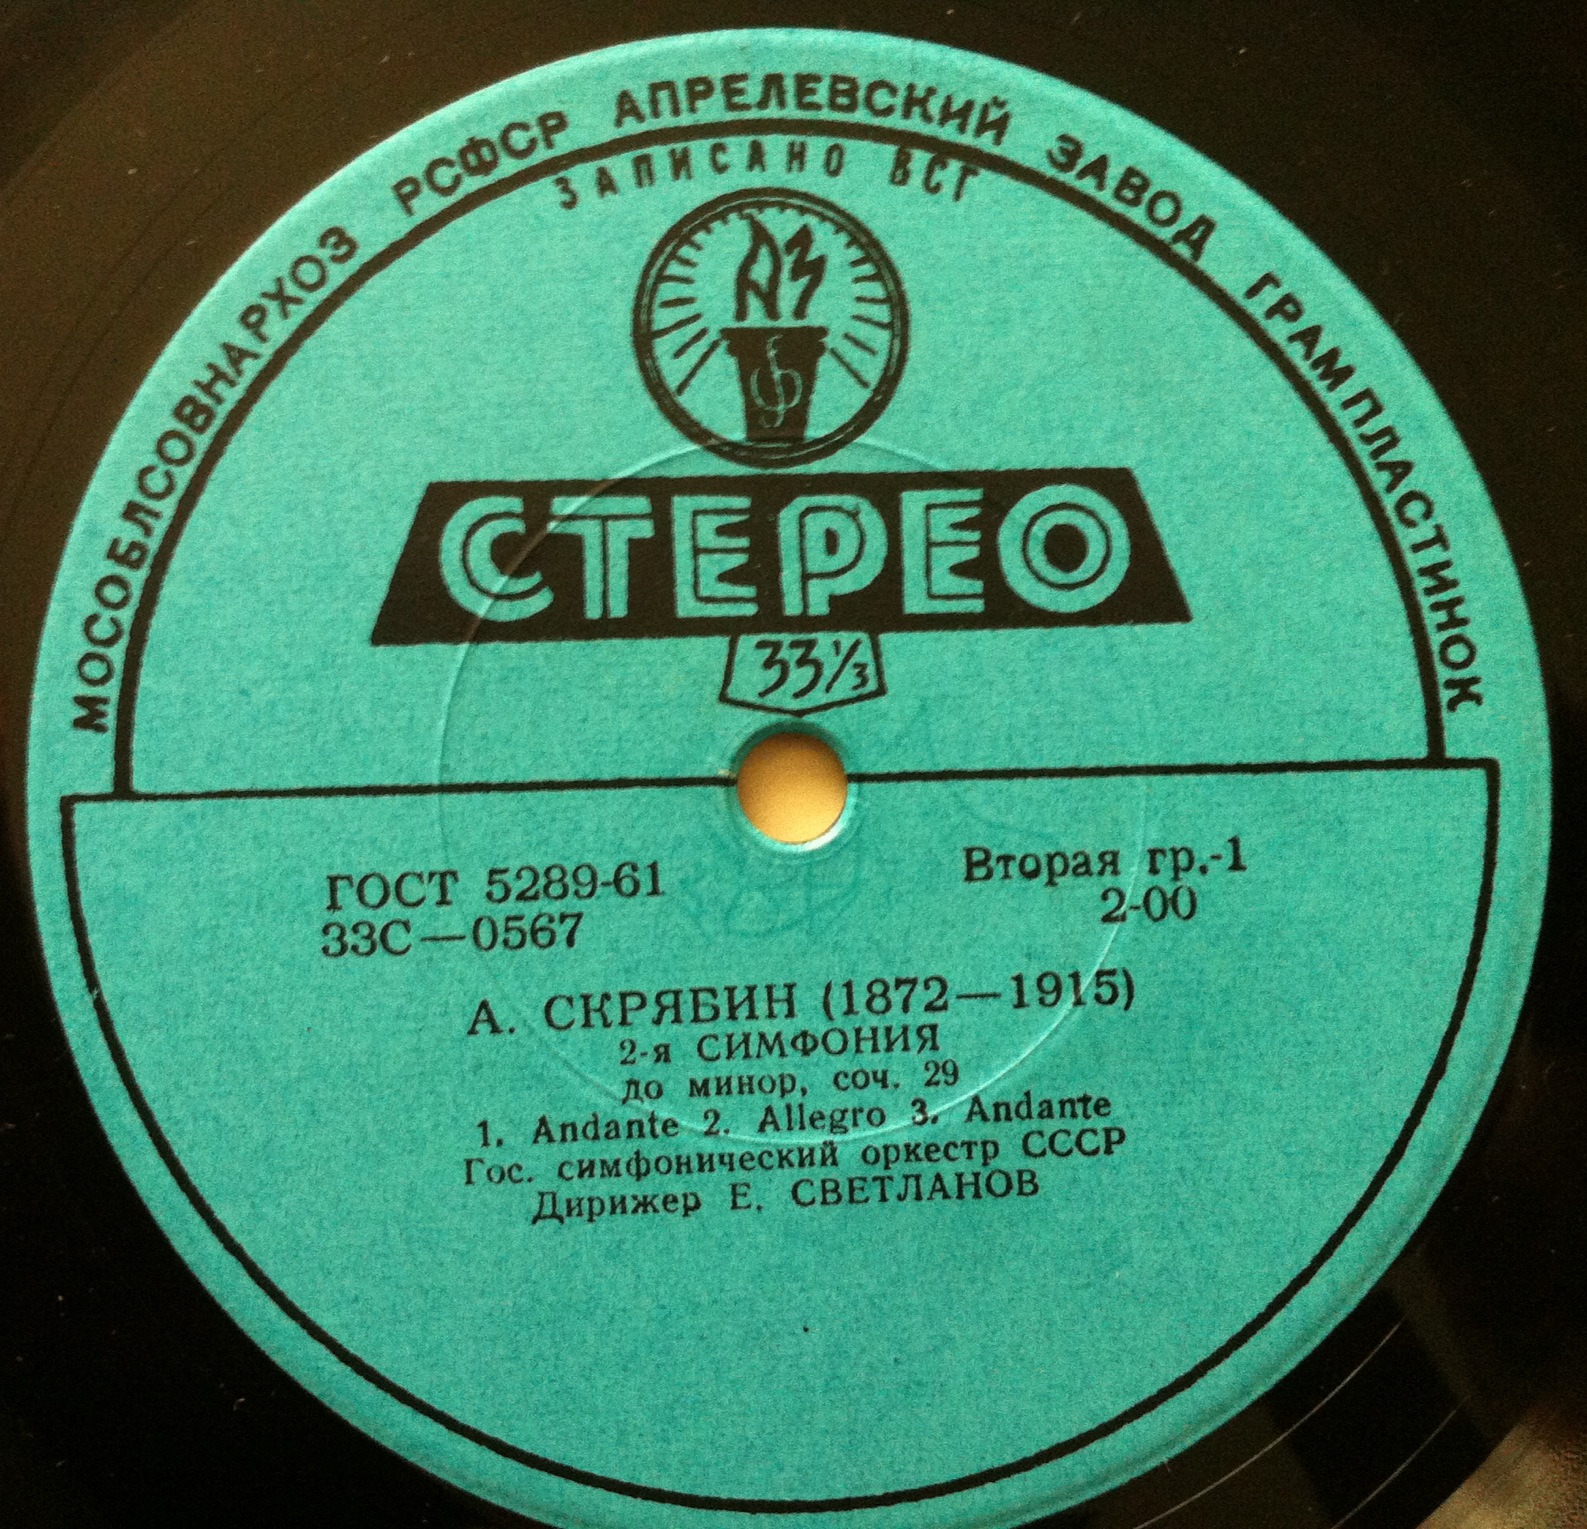 МОСОБЛСОВНАРХОЗ РСФСР АПРЕЛЕВСКИЙ ЗАВОД ГРАМПЛАСТИНОК
ЗАПИСАНО ВСГ
АЗ
СТЕРЕО
33⅓
ГОСТ 5289-61
33С—0567
Вторая гр.-1
2-00
А. СКРЯБИН (1872—1915)
2-я СИМФОНИЯ
до минор, соч. 29
1. Andante 2. Allegro 3. Andante
Гос. симфонический оркестр СССР
Дирижер Е. СВЕТЛАНОВ